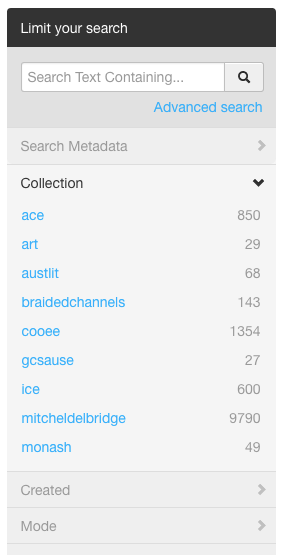 Limit your search
Search Text Containing...
Advanced search
Search Metadata
Collection
ace 850
art 29
austlit 68
braidedchannels 143
cooee 1354
gcsause 27
ice 600
mitcheldelbridge 9790
monash 49
Created
Mode